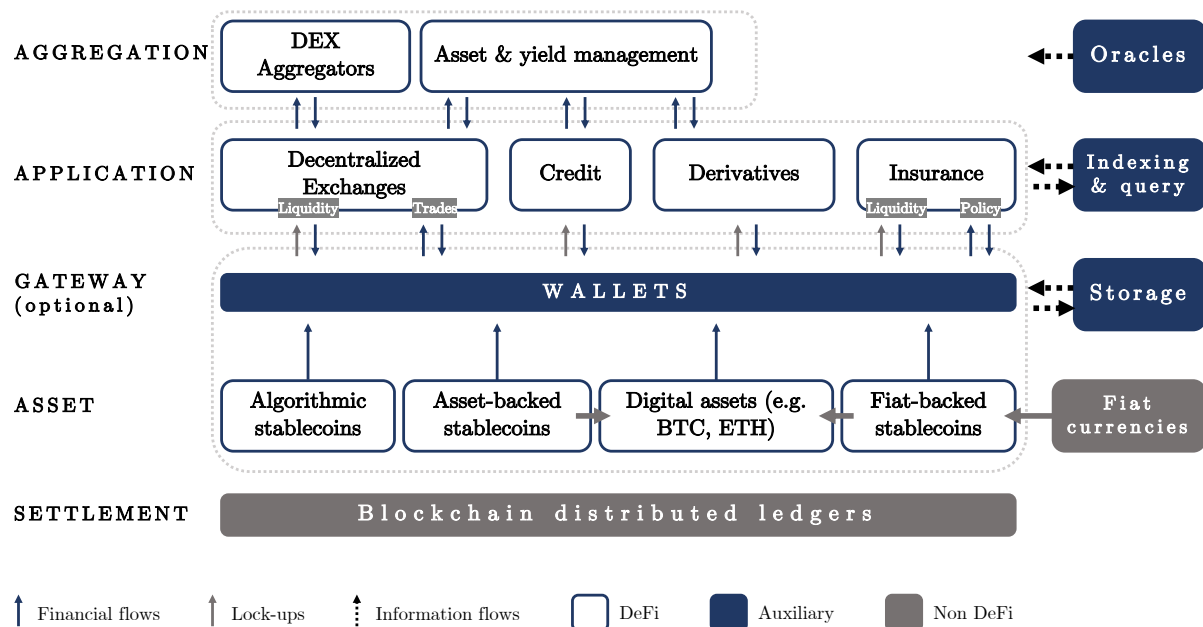 AGGREGATION
DEX
Aggregators
Asset & yield management
Oracles
APPLICATION
Decentralized
Exchanges
Liquidity
Trades
Credit
Derivatives
Insurance
Liquidity
Policy
Indexing
& query
GATEWAY
(optional)
WALLETS
Storage
ASSET
Algorithmic
stablecoins
Asset-backed
stablecoins
Digital assets (e.g.
BTC, ETH)
Fiat-backed
stablecoins
Fiat
currencies
SETTLEMENT
Blockchain distributed ledgers
Financial flows
Lock-ups
Information flows
DeFi
Auxiliary
Non DeFi